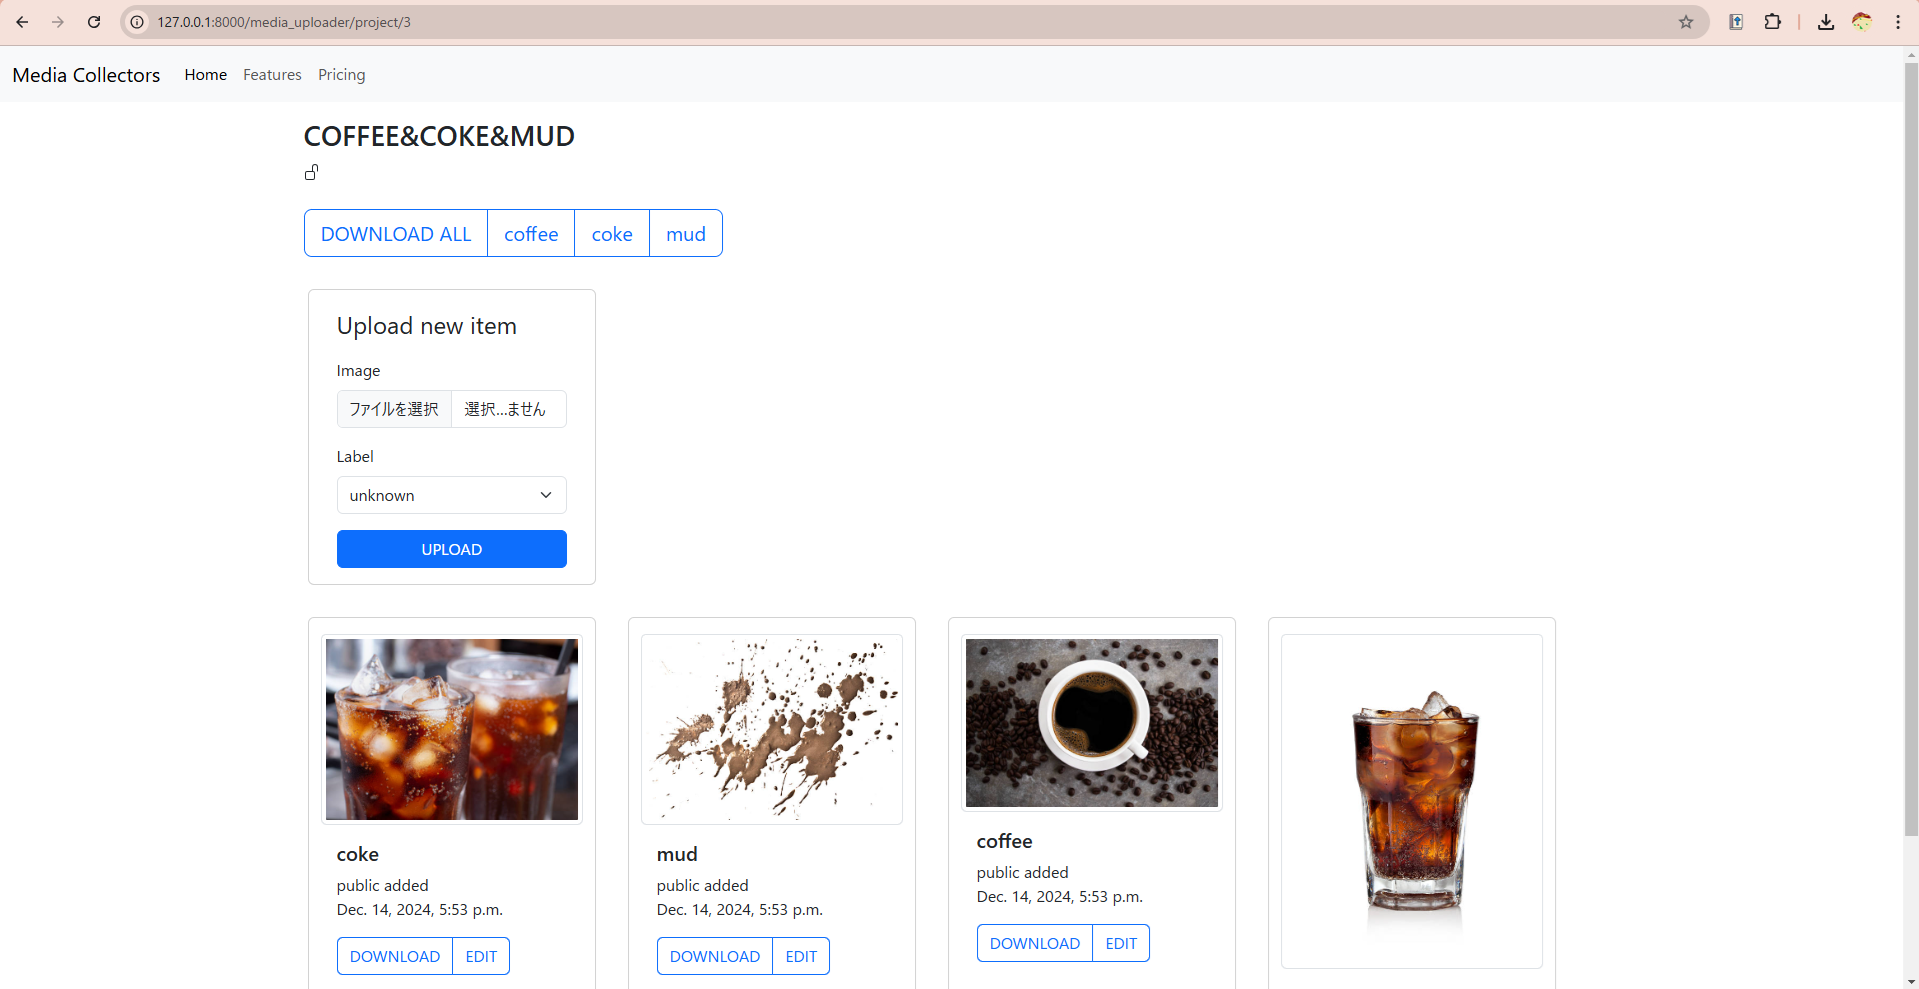 127.0.0.1:8000/media_uploader/project/3
Media Collectors Home Features Pricing
COFFEE&COKE&MUD
DOWNLOAD ALL coffee coke mud
Upload new item
Image
ファイルを選択 選択...ません
Label
unknown
UPLOAD
coke
public added
Dec. 14, 2024, 5:53 p.m.
DOWNLOAD EDIT
mud
public added
Dec. 14, 2024, 5:53 p.m.
DOWNLOAD EDIT
coffee
public added
Dec. 14, 2024, 5:53 p.m.
DOWNLOAD EDIT